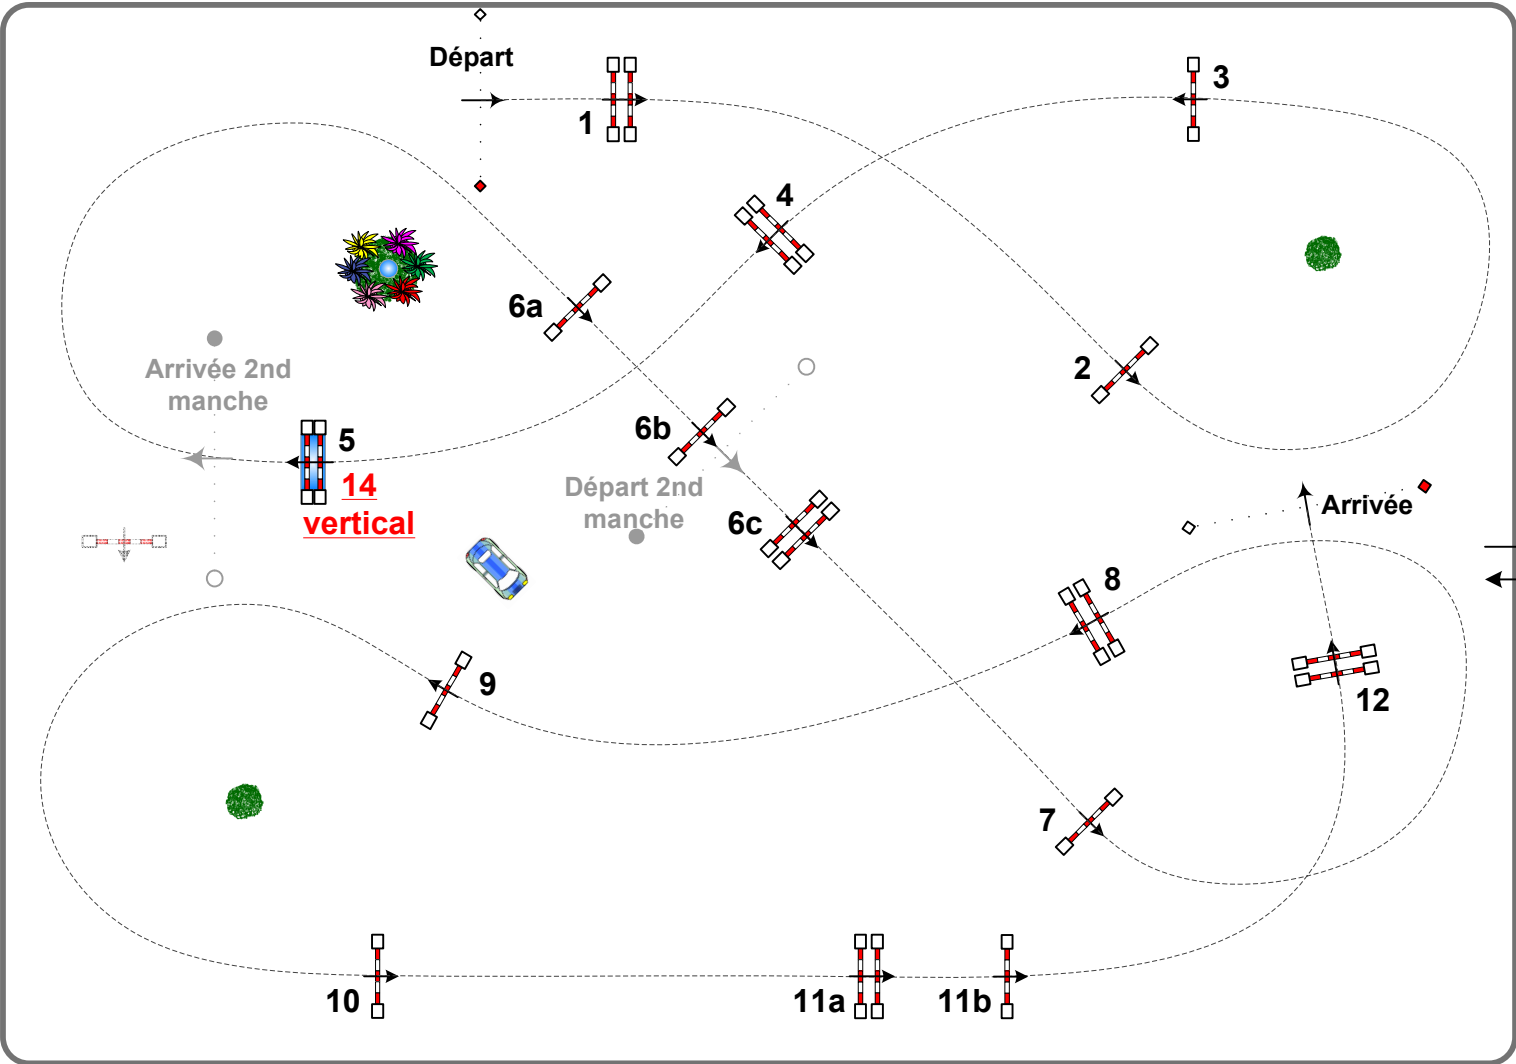 Départ
1
3
4
6a
Arrivée 2nd
manche
2
6b
5
14
vertical
Départ 2nd
manche
6c
Arrivée
8
9
12
7
10
11a
11b